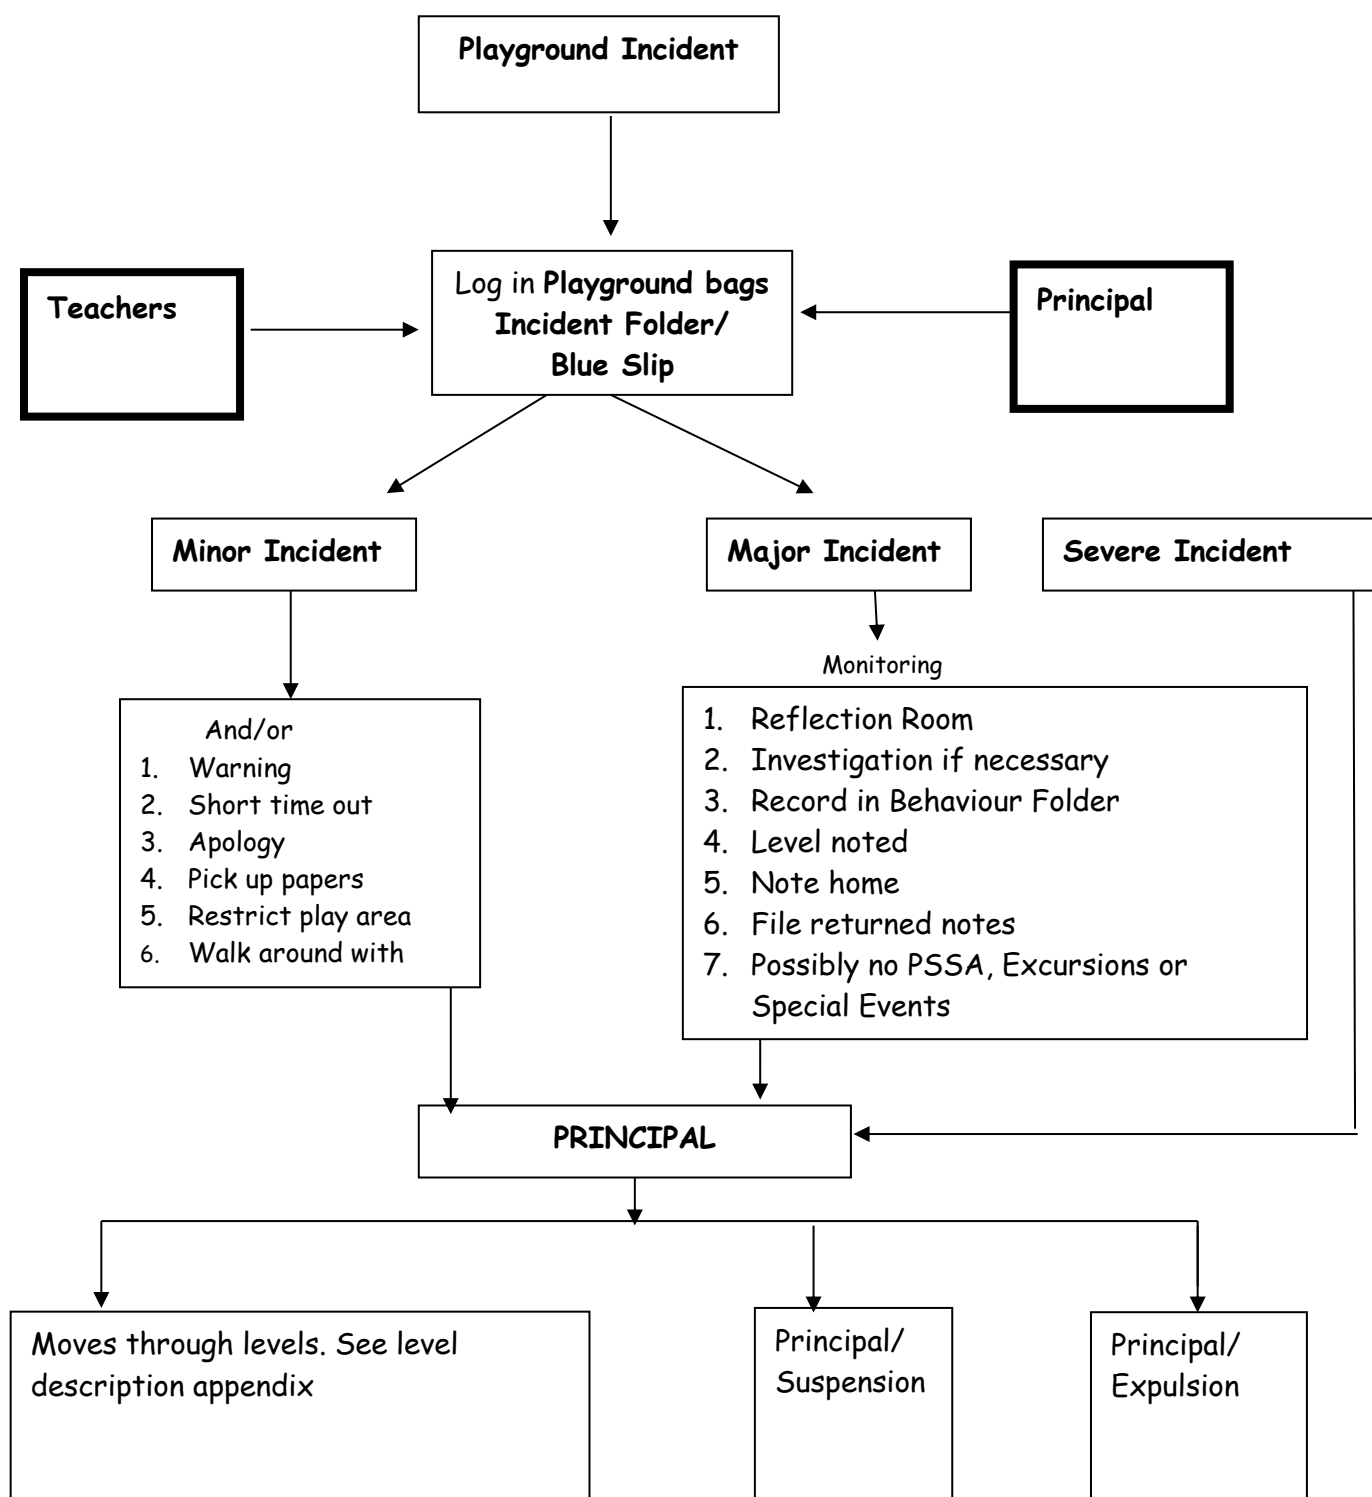 Playground Incident
Teachers
Log in Playground bags
Incident Folder/
Blue Slip
Principal
Minor Incident
Major Incident
Severe Incident
And/or
1. Warning
2. Short time out
3. Apology
4. Pick up papers
5. Restrict play area
6. Walk around with
Monitoring
1. Reflection Room
2. Investigation if necessary
3. Record in Behaviour Folder
4. Level noted
5. Note home
6. File returned notes
7. Possibly no PSSA, Excursions or
Special Events
PRINCIPAL
Moves through levels. See level
description appendix
Principal/
Suspension
Principal/
Expulsion